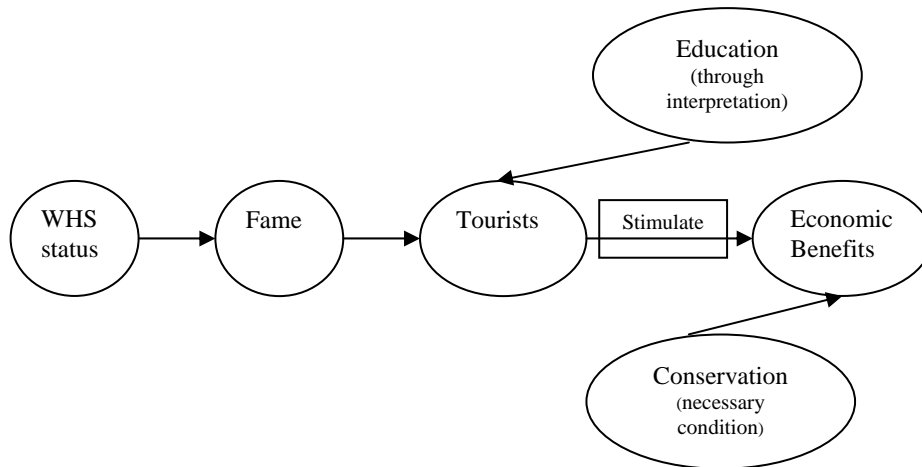 Education
(through
interpretation)
WHS
status
Fame
Tourists
Stimulate
Economic
Benefits
Conservation
(necessary
condition)